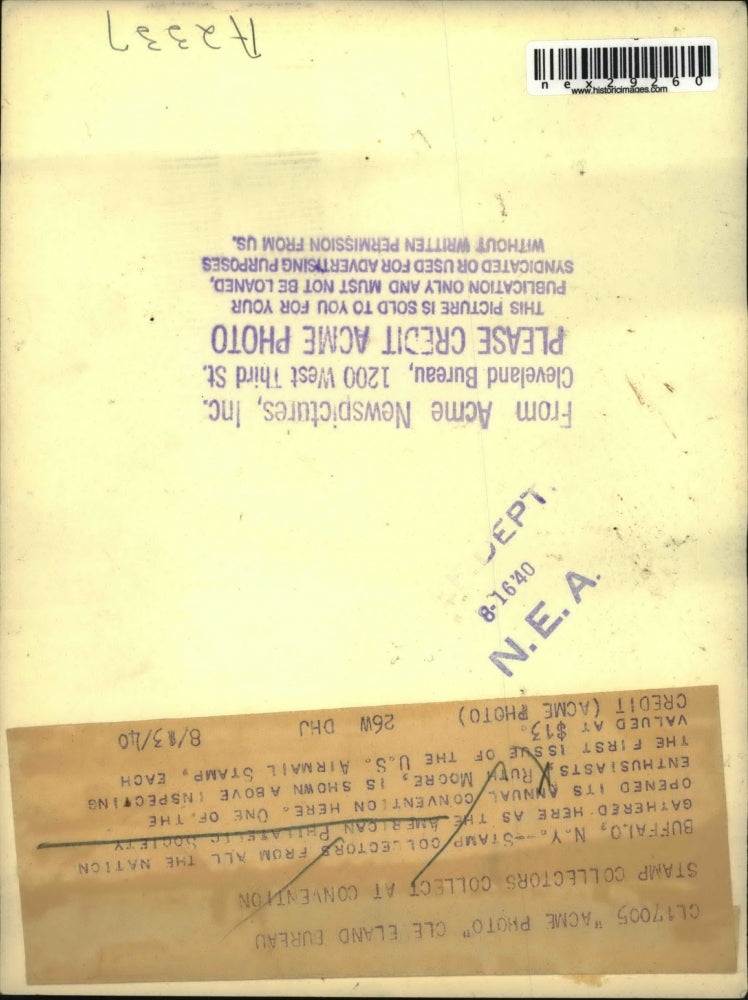 A2337
nex29260
www.historicimages.com
From Acme Newspictures, Inc.
Cleveland Bureau, 1200 West Third St.
PLEASE CREDIT ACME PHOTO
THIS PICTURE IS SOLD TO YOU FOR YOUR
PUBLICATION ONLY AND MUST NOT BE LOANED,
SYNDICATED OR USED FOR ADVERTISING PURPOSES
WITHOUT WRITTEN PERMISSION FROM US.
DEPT.
8-16'40
N.E.A.
CL17005 "ACME PHOTO" CLE ELAND BUREAU
STAMP COLLECTORS COLLECT AT CONVENTION
BUFFALO, N.Y.--STAMP COLLECTORS FROM ALL THE NATION
GATHERED HERE AS THE AMERICAN PHILATELIC SOCIETY
OPENED ITS ANNUAL CONVENTION HERE. ONE OF THE
ENTHUSIASTS, RUTH MOORE, IS SHOWN ABOVE INSPECTING
THE FIRST ISSUE OF THE U.S. AIRMAIL STAMP, EACH
VALUED AT $13.
CREDIT (ACME PHOTO) 26W DHJ 8/13/40